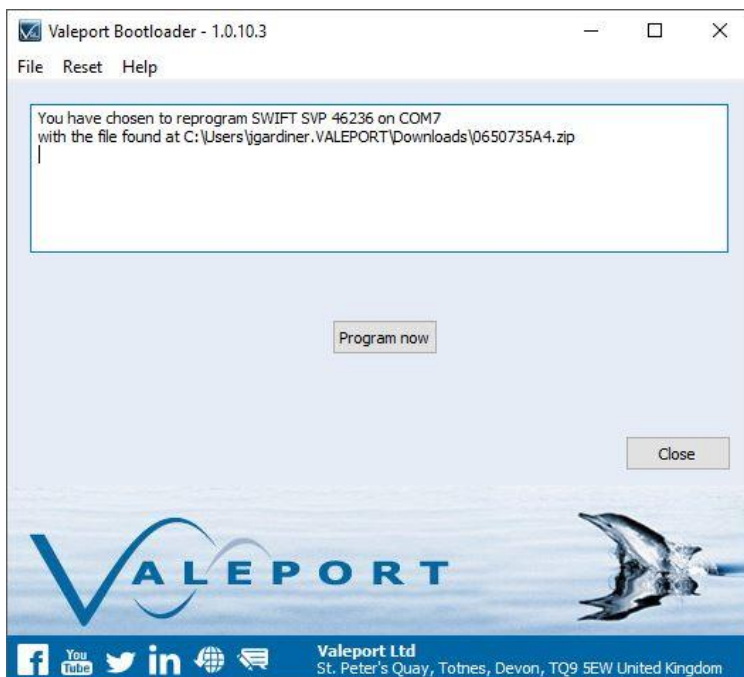 Valeport Bootloader - 1.0.10.3
File Reset Help
You have chosen to reprogram SWIFT SVP 46236 on COM7
with the file found at C:\Users\jgardiner.VALEPORT\Downloads\0650735A4.zip
Program now
Close
VALEPORT
You
Tube
Valeport Ltd
St. Peter's Quay, Totnes, Devon, TQ9 5EW United Kingdom